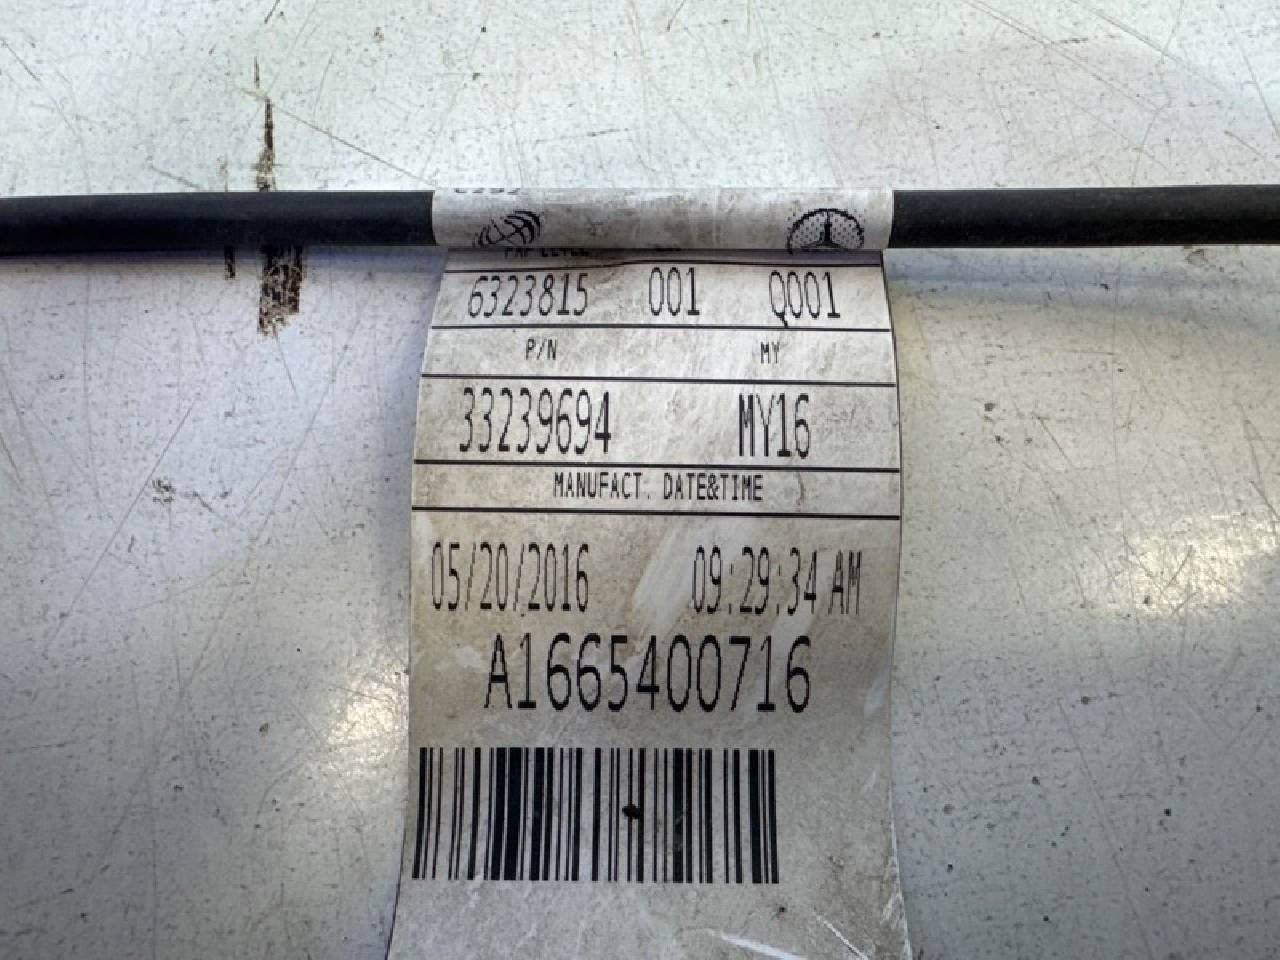 6323815 001 Q001
P/N MY
33239694 MY16
MANUFACT. DATE&TIME
05/20/2016 09:29:34 AM
A1665400716